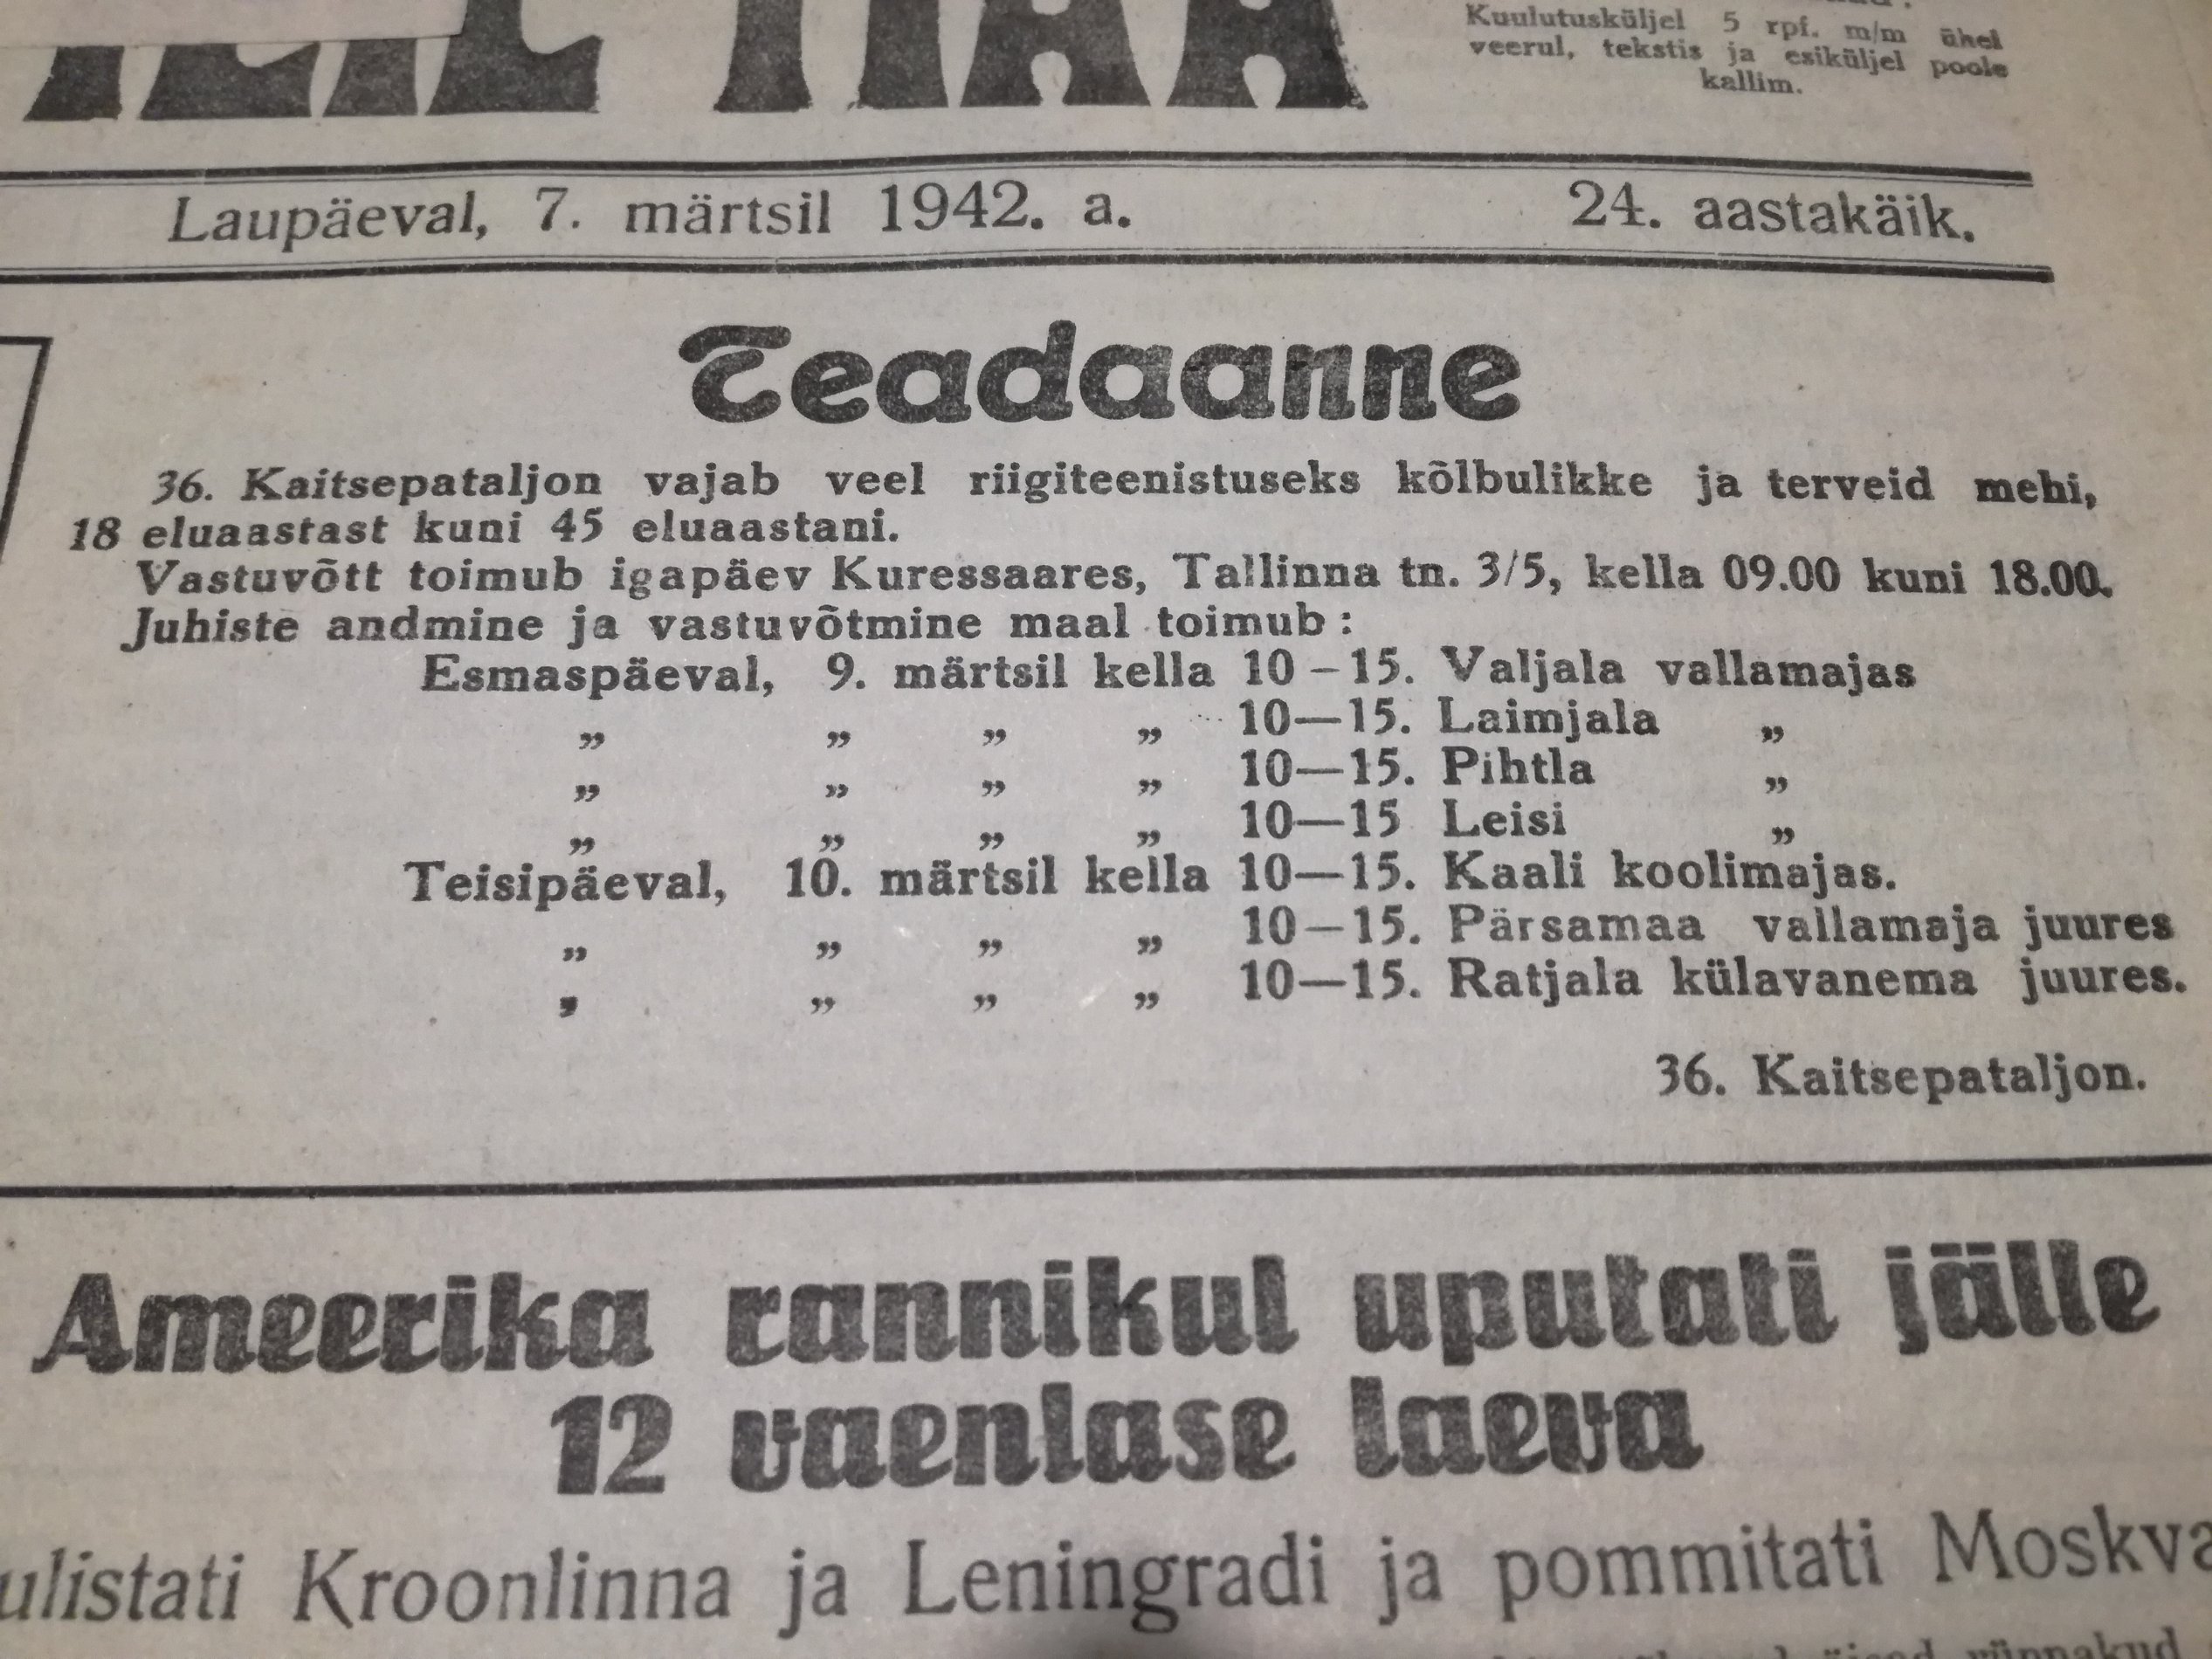 Kuulutusküljel 5 rpf. m/m ühel
veerul, tekstis ja esiküljel poole
kallim.
Laupäeval, 7. märtsil 1942. a. 24. aastakäik.
Teadaanne
36. Kaitsepataljon vajab veel riigiteenistuseks kõlbulikke ja terveid mehi,
18 eluaastast kuni 45 eluaastani.
Vastuvõtt toimub igapäev Kuressaares, Tallinna tn. 3/5, kella 09.00 kuni 18.00.
Juhiste andmine ja vastuvõtmine maal toimub :
Esmaspäeval, 9. märtsil kella 10–15. Valjala vallamajas
„ „ „ „ 10—15. Laimjala „
„ „ „ „ 10—15. Pihtla „
„ „ „ „ 10—15 Leisi „
Teisipäeval, 10. märtsil kella 10—15. Kaali koolimajas.
„ „ „ „ 10—15. Pärsamaa vallamaja juures
, „ „ „ 10—15. Ratjala külavanema juures.
36. Kaitsepataljon.
Ameerika rannikul uputati jälle
12 vaenlase laeva
ulistati Kroonlinna ja Leningradi ja pommitati Moskva